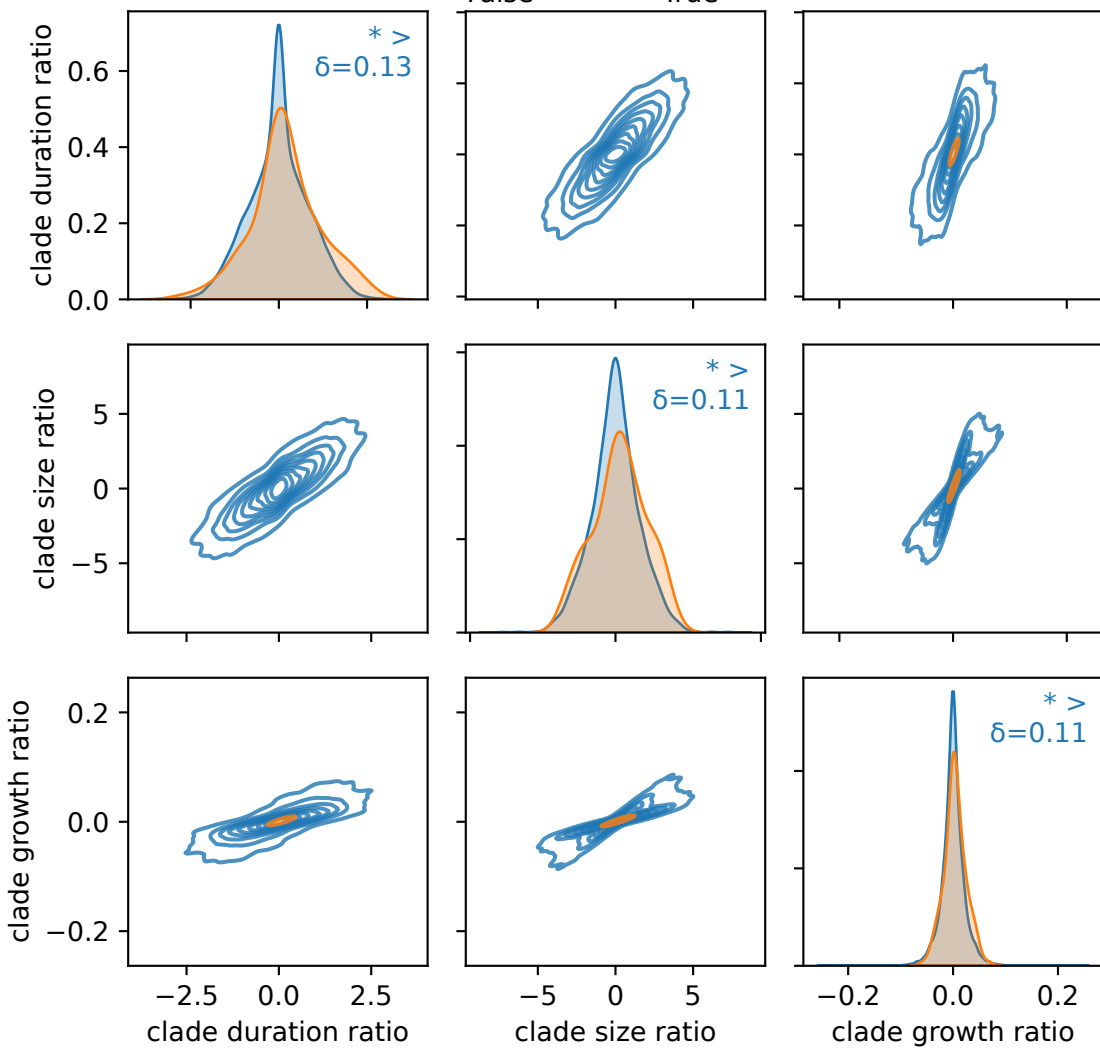 clade duration ratio
0.6
0.4
0.2
0.0
* >
δ=0.13
clade size ratio
5
0
−5
* >
δ=0.11
clade growth ratio
0.2
0.0
−0.2
* >
δ=0.11
−2.5 0.0 2.5
−5 0 5
−0.2 0.0 0.2
clade duration ratio
clade size ratio
clade growth ratio